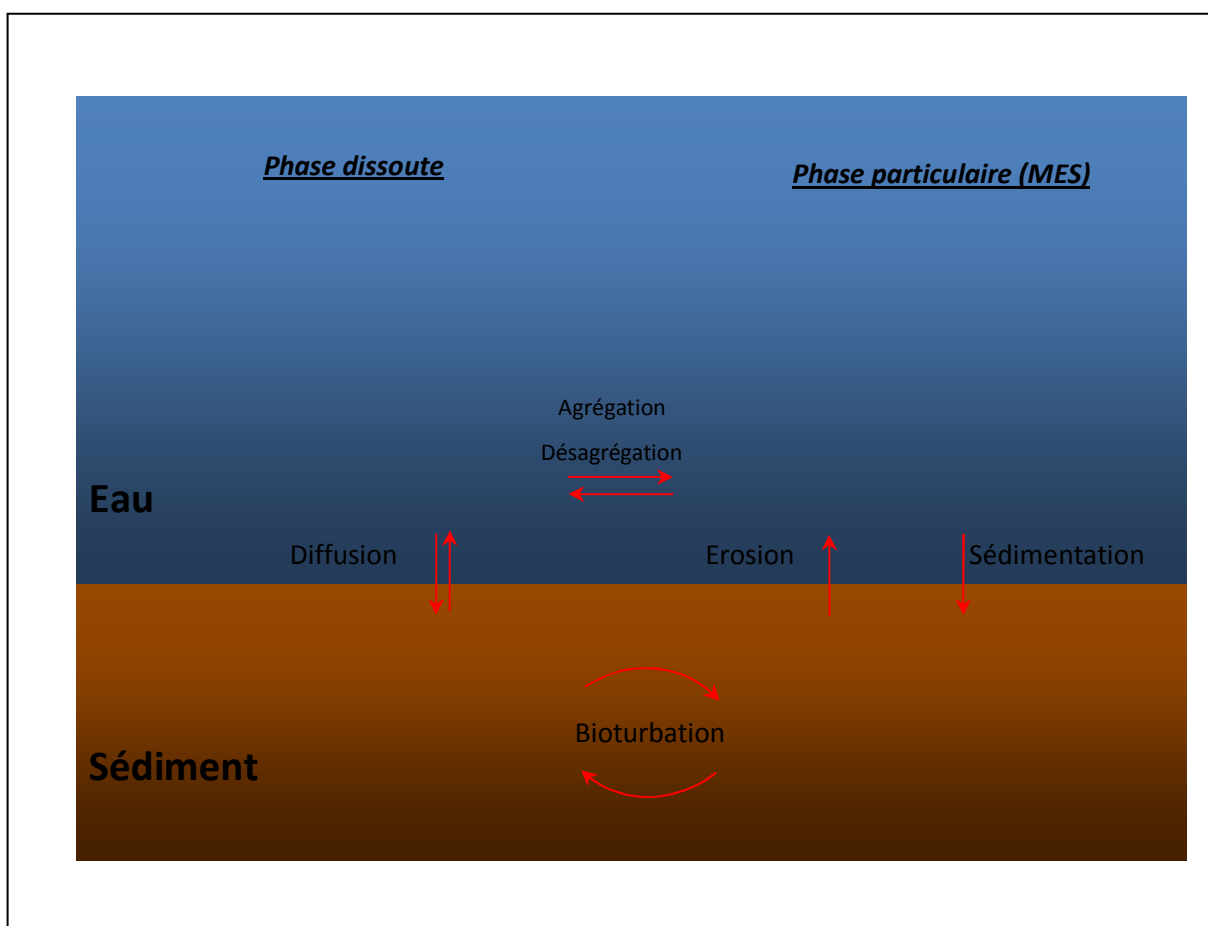 Phase dissoute
Phase particulaire (MES)
Agrégation
Désagrégation
Eau
Diffusion
Erosion
Sédimentation
Bioturbation
Sédiment